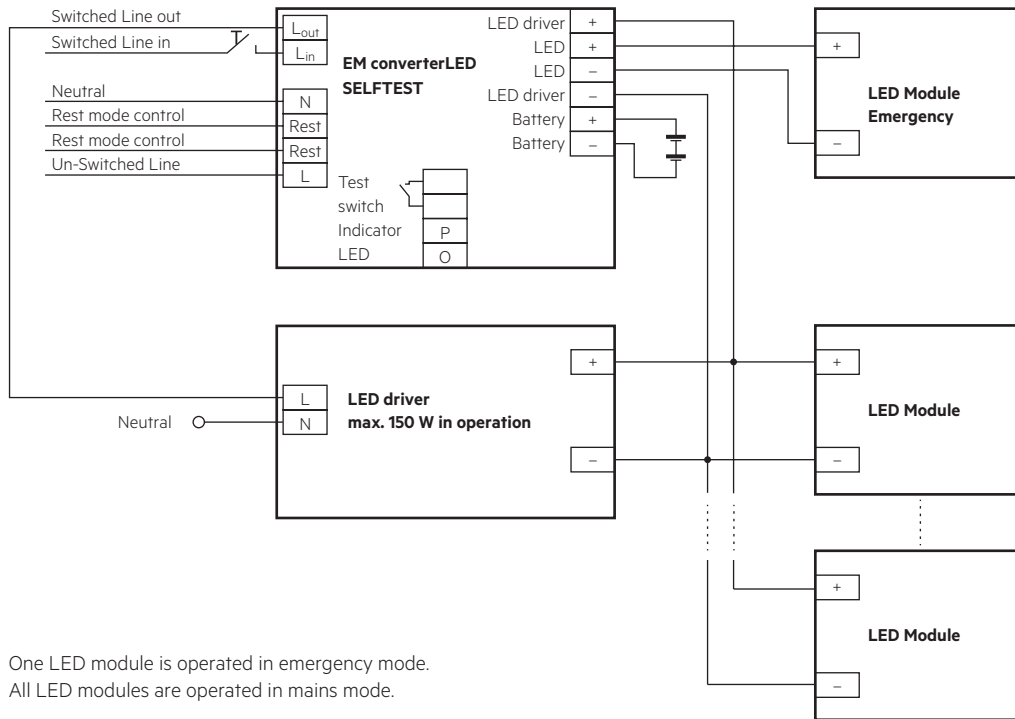 Switched Line out
Switched Line in
Neutral
Rest mode control
Rest mode control
Un-Switched Line
Lout
Lin
N
Rest
Rest
L
EM converterLED
SELFTEST
Test
switch
Indicator P
LED O
LED driver +
LED +
LED –
LED driver –
Battery +
Battery –
+
–
LED Module
Emergency
Neutral
L
N
LED driver
max. 150 W in operation
+
–
+
–
LED Module
+
–
LED Module
One LED module is operated in emergency mode.
All LED modules are operated in mains mode.